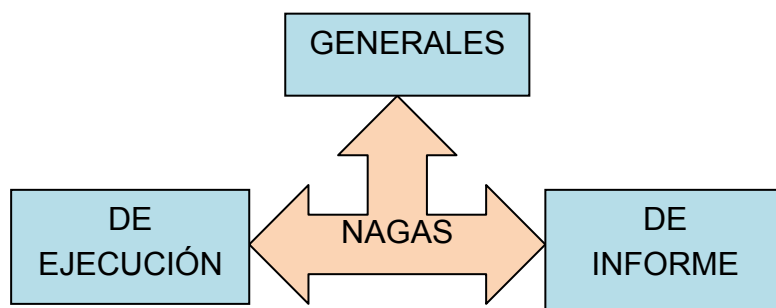 GENERALES
DE
EJECUCIÓN
NAGAS
DE
INFORME